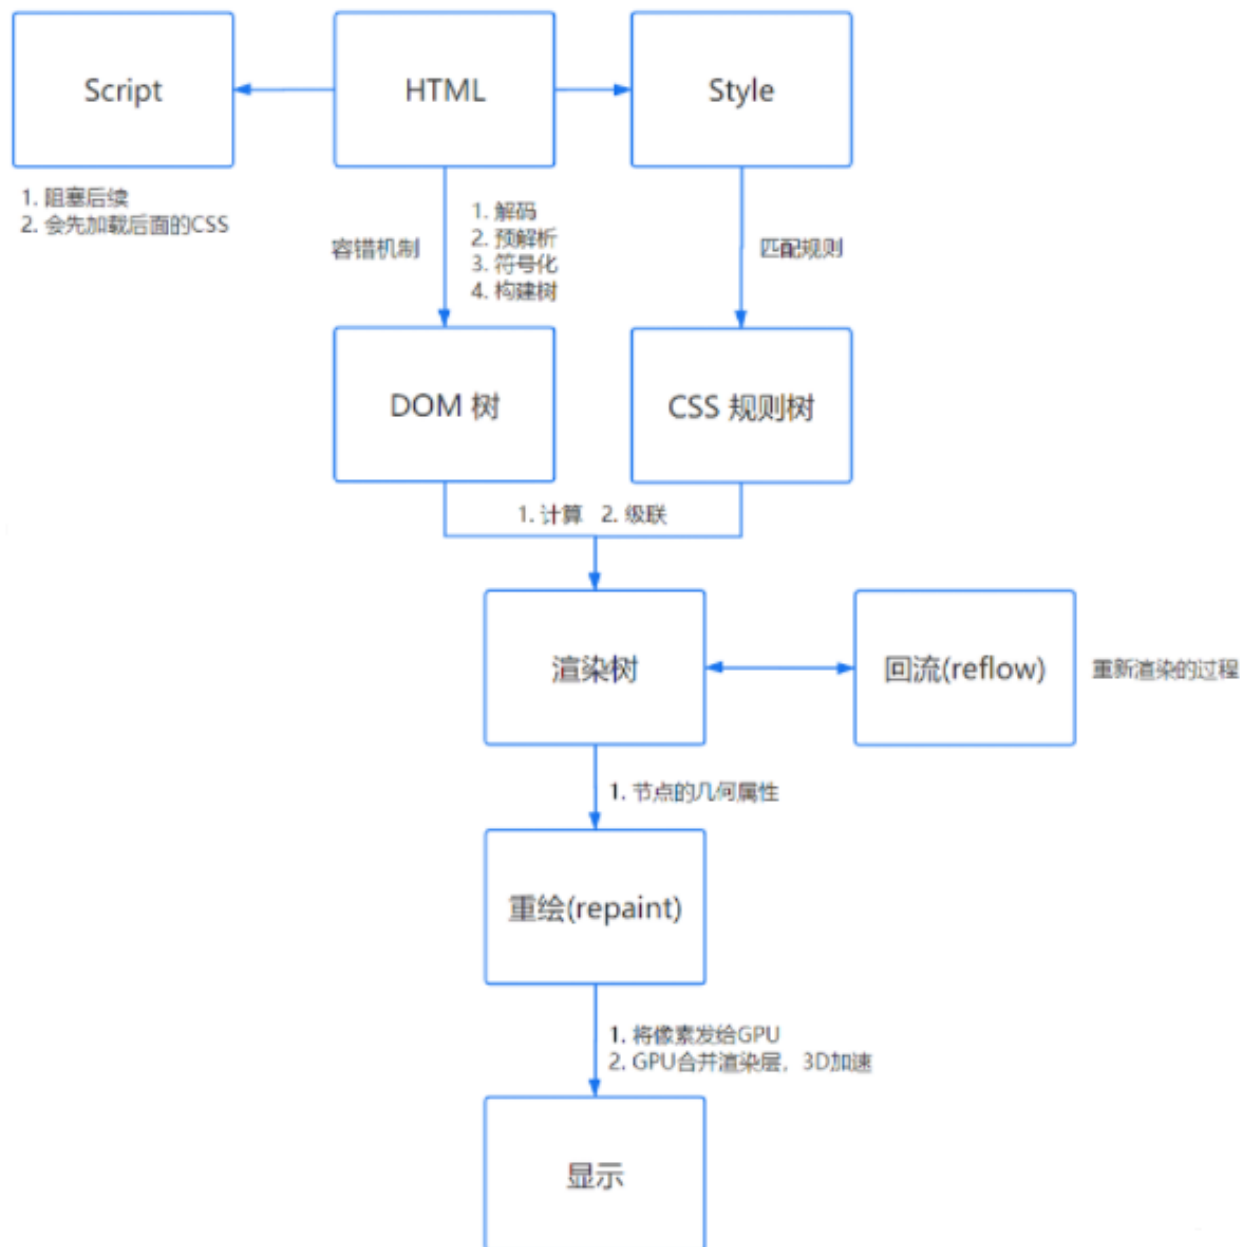 Script
HTML
Style
1. 阻塞后续
2. 会先加载后面的CSS
容错机制
1. 解码
2. 预解析
3. 符号化
4. 构建树
匹配规则
DOM 树
CSS 规则树
1. 计算 2. 级联
渲染树
回流(reflow)
重新渲染的过程
1. 节点的几何属性
重绘(repaint)
1. 将像素发给GPU
2. GPU合并渲染层，3D加速
显示